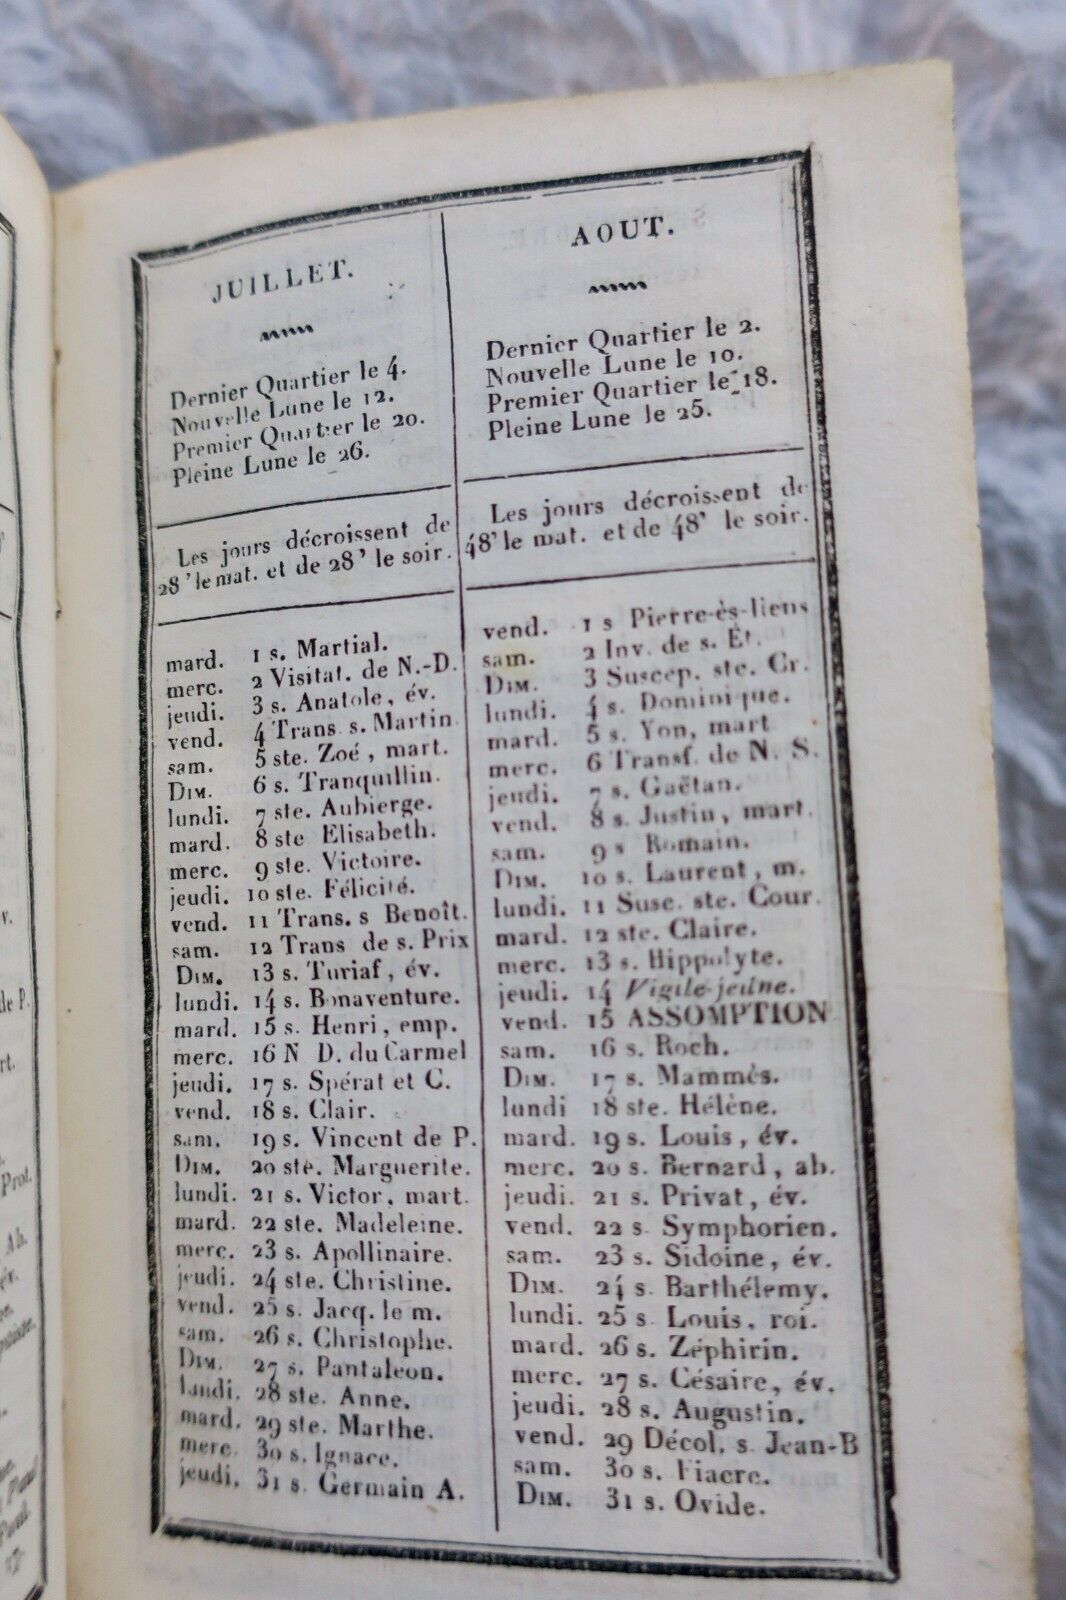 JUILLET.
Dernier Quartier le 4.
Nouvelle Lune le 12.
Premier Quartier le 20.
Pleine Lune le 26.
Les jours décroissent de
28' le mat. et de 28' le soir.
mard. 1 s. Martial.
merc. 2 Visitat. de N.-D.
jeudi. 3 s. Anatole, év.
vend. 4 Trans. s. Martin
sam. 5 ste. Zoé, mart.
DIM. 6 s. Tranquillin.
lundi. 7 ste. Aubierge.
mard. 8 ste Elisabeth.
merc. 9 ste. Victoire.
jeudi. 10 ste. Félicité.
vend. 11 Trans. s Benoît.
sam. 12 Trans de s. Prix
DIM. 13 s. Turiaf, év.
lundi. 14 s. Bonaventure.
mard. 15 s. Henri, emp.
merc. 16 N D. du Carmel
jeudi. 17 s. Spérat et C.
vend. 18 s. Clair.
sam. 19 s. Vincent de P.
DIM. 20 ste. Marguerite.
lundi. 21 s. Victor, mart.
mard. 22 ste. Madeleine.
merc. 23 s. Apollinaire.
jeudi. 24 ste. Christine.
vend. 25 s. Jacq. le m.
sam. 26 s. Christophe.
DIM. 27 s. Pantaleon.
lundi. 28 ste. Anne.
mard. 29 ste. Marthe.
merc. 30 s. Ignace.
jeudi. 31 s. Germain A.
AOUT.
Dernier Quartier le 2.
Nouvelle Lune le 10.
Premier Quartier le 18.
Pleine Lune le 25.
Les jours décroissent de
48' le mat. et de 48' le soir.
vend. 1 s Pierre-ès-liens
sam. 2 Inv. de s. Et.
DIM. 3 Suscep. ste. Cr.
lundi. 4 s. Dominique.
mard. 5 s. Yon, mart
merc. 6 Transf. de N. S.
jeudi. 7 s. Gaëtan.
vend. 8 s. Justin, mart.
sam. 9 s Romain.
DIM. 10 s. Laurent, m.
lundi. 11 Susc. ste. Cour.
mard. 12 ste. Claire.
merc. 13 s. Hippolyte.
jeudi. 14 Vigile-jeûne.
vend. 15 ASSOMPTION
sam. 16 s. Roch.
DIM. 17 s. Mammès.
lundi 18 ste. Hélène.
mard. 19 s. Louis, év.
merc. 20 s. Bernard, ab.
jeudi. 21 s. Privat, év.
vend. 22 s. Symphorien.
sam. 23 s. Sidoine, év.
DIM. 24 s. Barthélemy.
lundi. 25 s. Louis, roi.
mard. 26 s. Zéphirin.
merc. 27 s. Césaire, év.
jeudi. 28 s. Augustin.
vend. 29 Décol. s. Jean-B
sam. 30 s. Fiacre.
DIM. 31 s. Ovide.